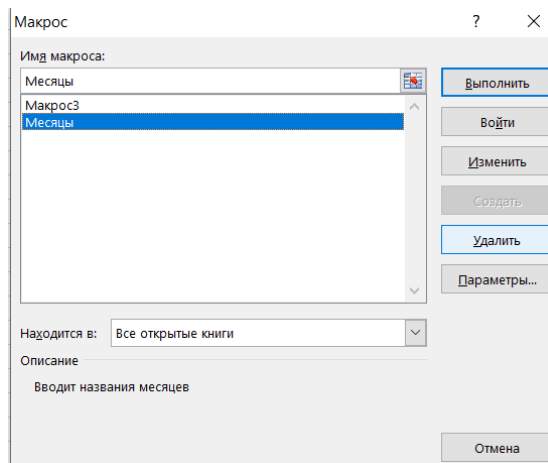 Макрос
?
Имя макроса:
Месяцы
Макрос3
Месяцы
Выполнить
Войти
Изменить
Создать
Удалить
Параметры...
Находится в:
Все открытые книги
Описание
Вводит названия месяцев
Отмена